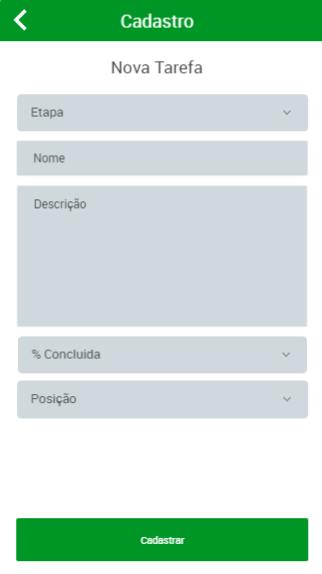 Cadastro
Nova Tarefa
Etapa
Nome
Descrição
% Concluida
Posição
Cadastrar